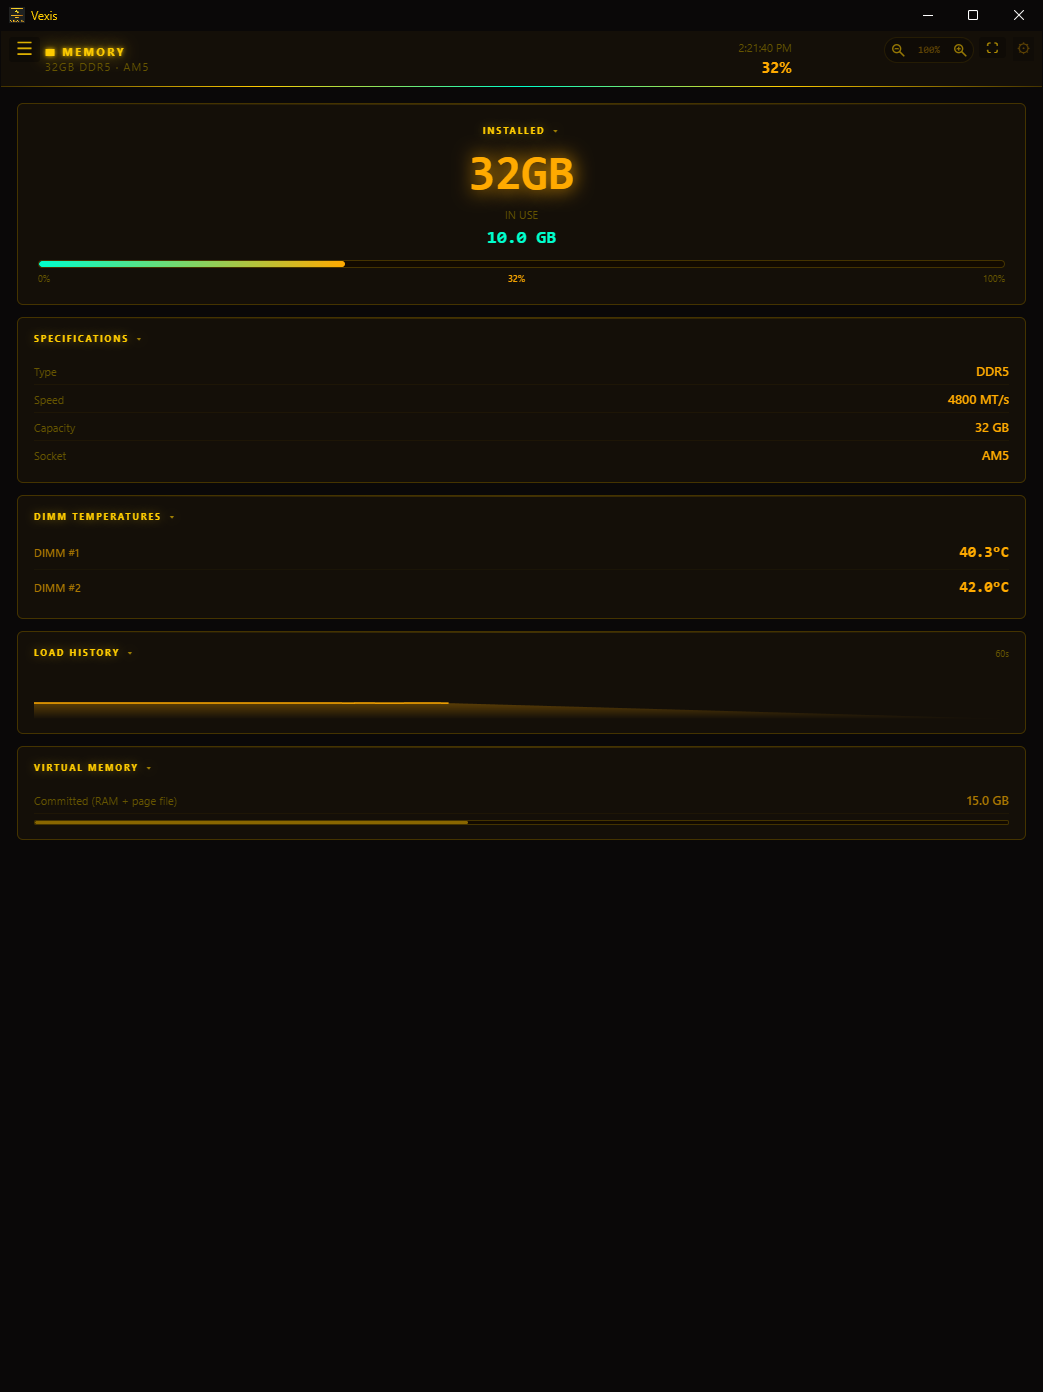 Vexis
MEMORY
32GB DDR5 · AM5
2:21:40 PM
32%
100%
INSTALLED
32GB
IN USE
10.0 GB
0%
32%
100%
SPECIFICATIONS
Type
DDR5
Speed
4800 MT/s
Capacity
32 GB
Socket
AM5
DIMM TEMPERATURES
DIMM #1
40.3°C
DIMM #2
42.0°C
LOAD HISTORY
60s
VIRTUAL MEMORY
Committed (RAM + page file)
15.0 GB